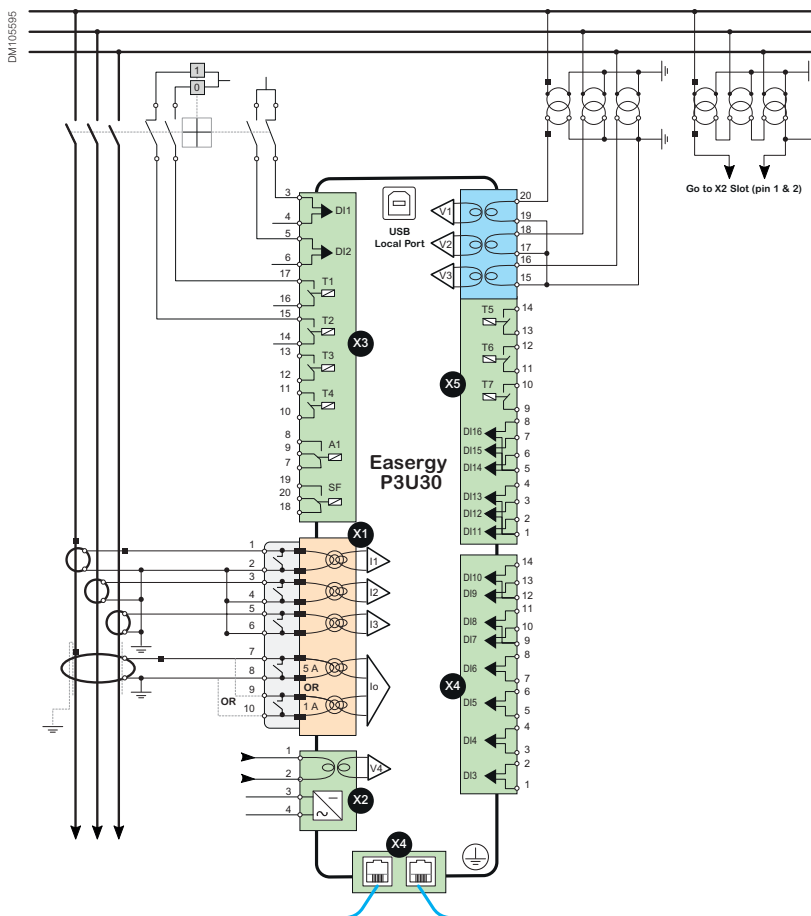 DM105595
1
0
Go to X2 Slot (pin 1 & 2)
USB
Local Port
Easergy
P3U30
3
4
DI1
5
6
DI2
17
T1
16
15
T2
14
13
T3
12
11
T4
10
8
9
A1
7
19
20
SF
18
X3
X1
1
2
I1
3
4
I2
5
6
I3
7
8
5 A
OR
Io
9
10
1 A
OR
1
2
V4
3
4
X2
V1
20
19
V2
18
17
V3
16
15
X5
T5
14
13
T6
12
11
T7
10
9
DI16
8
DI15
7
6
DI14
5
DI13
4
3
DI12
2
DI11
1
X4
14
DI10
13
DI9
12
11
DI8
10
DI7
9
8
DI6
7
6
DI5
5
4
DI4
3
2
DI3
1
X4